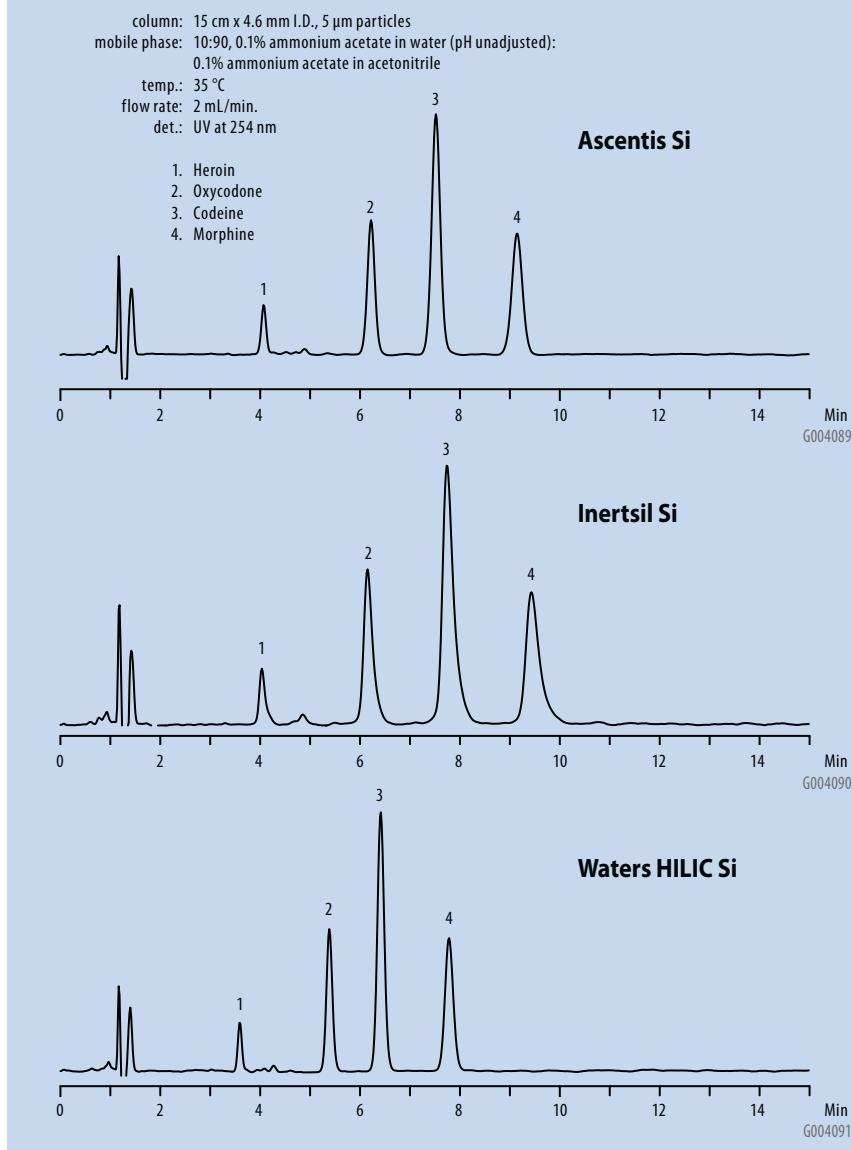 column: 15 cm x 4.6 mm I.D., 5 µm particles
mobile phase: 10:90, 0.1% ammonium acetate in water (pH unadjusted):
0.1% ammonium acetate in acetonitrile
temp.: 35 °C
flow rate: 2 mL/min.
det.: UV at 254 nm
1. Heroin
2. Oxycodone
3. Codeine
4. Morphine
Ascentis Si
1 2 3 4
0 2 4 6 8 10 12 14 Min
G004089
Inertsil Si
1 2 3 4
0 2 4 6 8 10 12 14 Min
G004090
Waters HILIC Si
1 2 3 4
0 2 4 6 8 10 12 14 Min
G004091